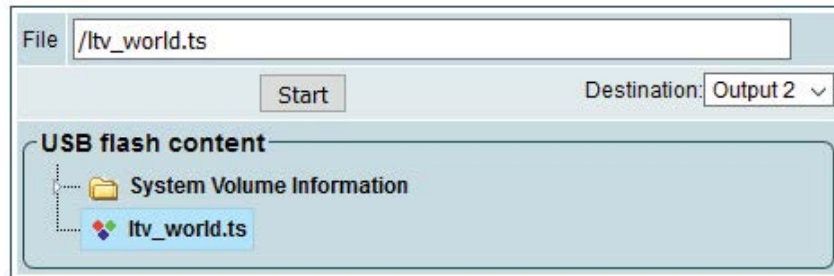 File /ltv_world.ts
Start Destination: Output 2
USB flash content
System Volume Information
ltv_world.ts